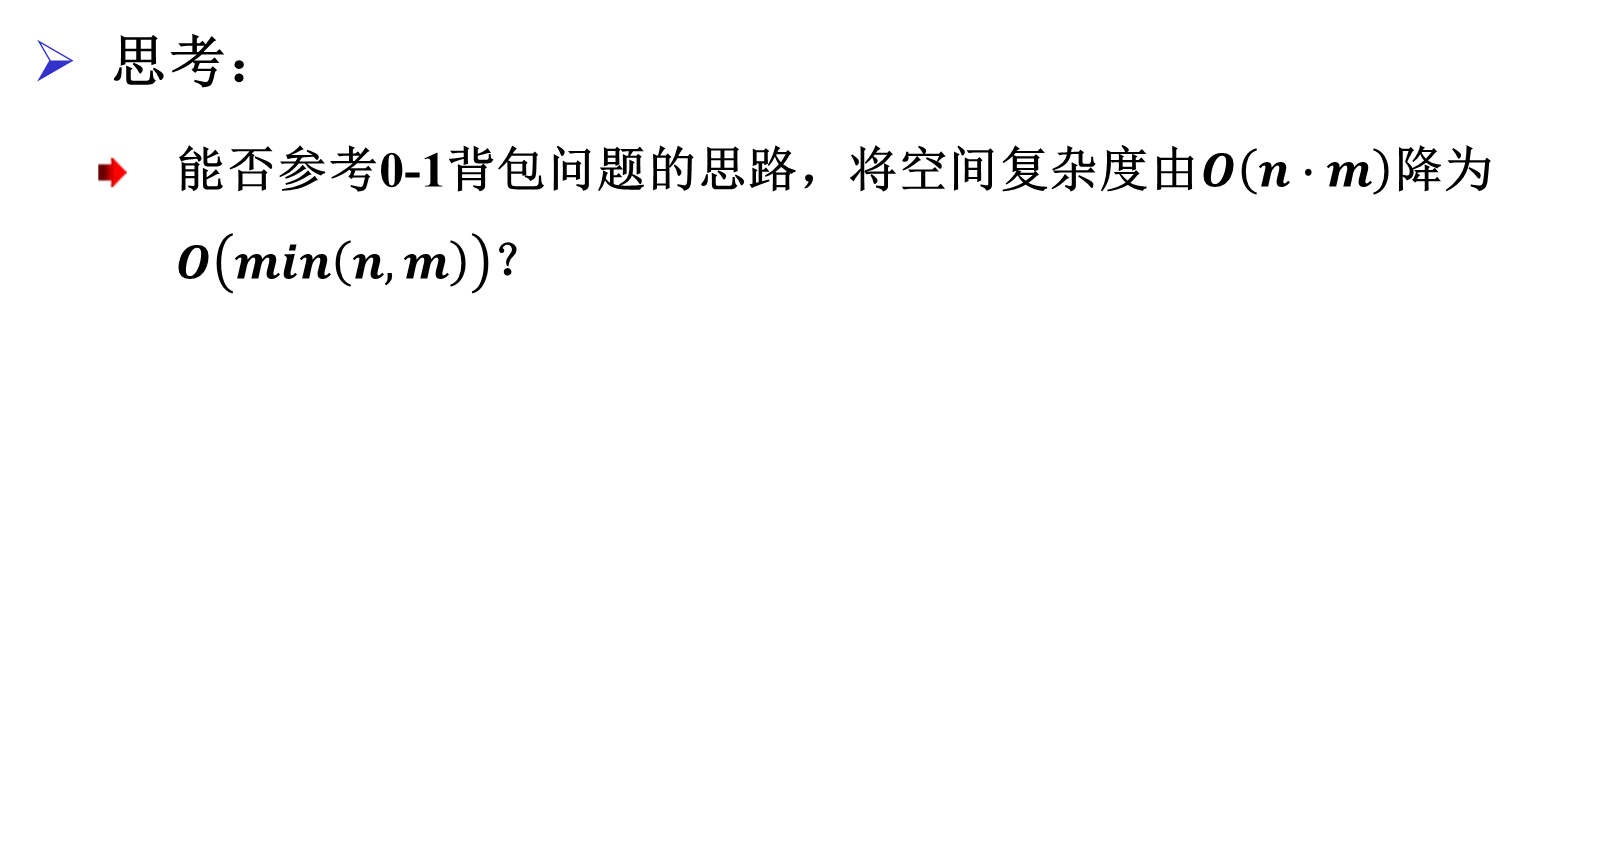 思考：
能否参考0-1背包问题的思路，将空间复杂度由O(n · m)降为
O(min(n, m))？